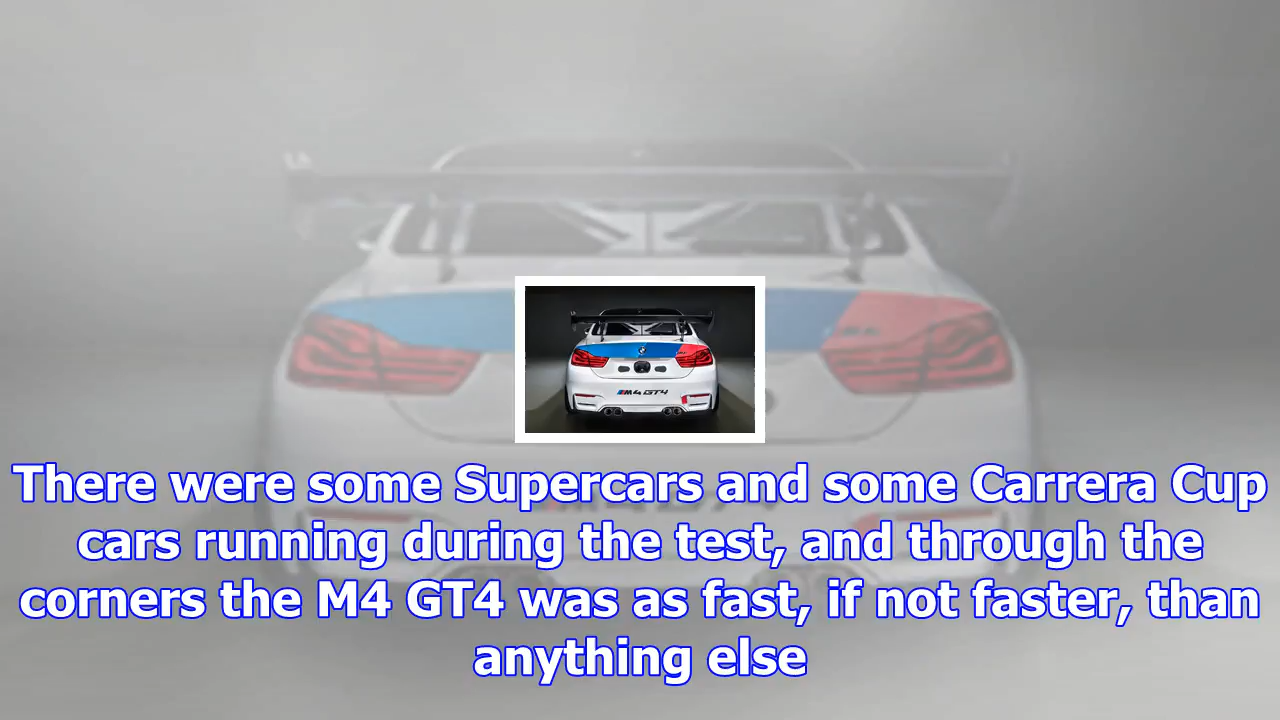 M4 GT4
There were some Supercars and some Carrera Cup
cars running during the test, and through the
corners the M4 GT4 was as fast, if not faster, than
anything else